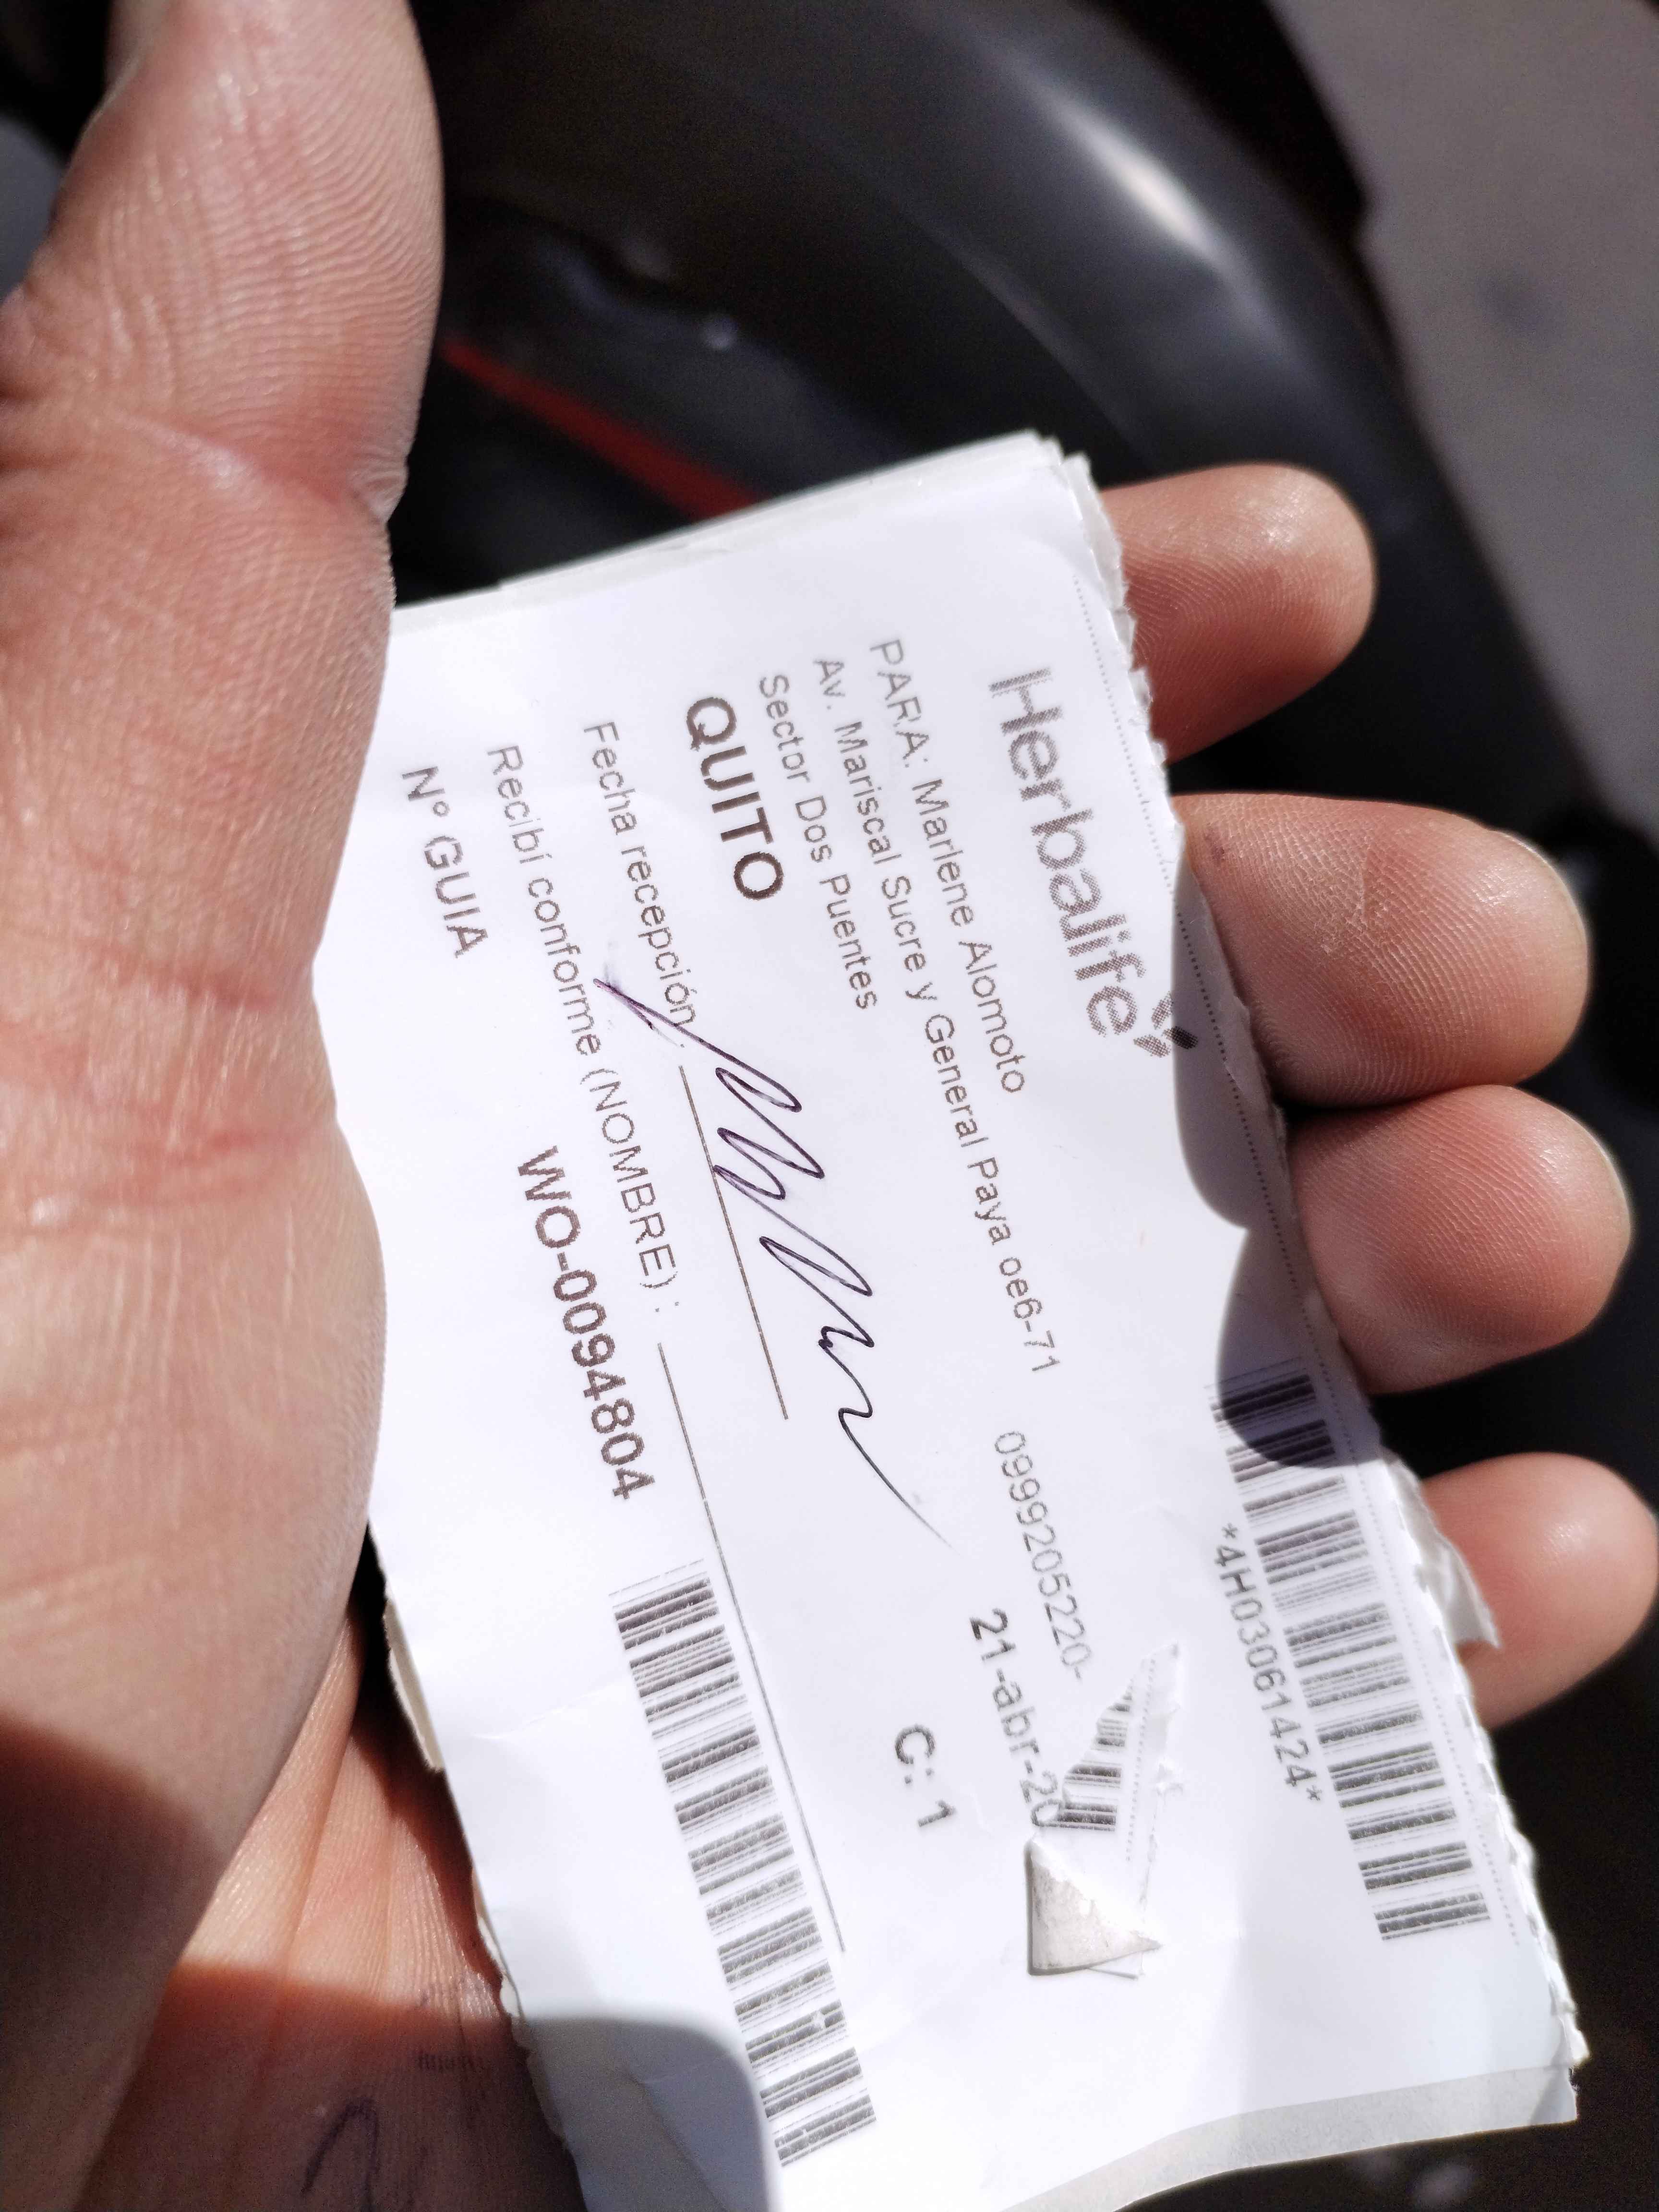 *4H03061424*
Herbalife
PARA: Marlene Alomoto
Av. Mariscal Sucre y General Paya oe6-71 0999205220-
Sector Dos Puentes 21-abr-20
QUITO C: 1
Fecha recepción
Recibí conforme (NOMBRE) :
N° GUIA WO-0094804